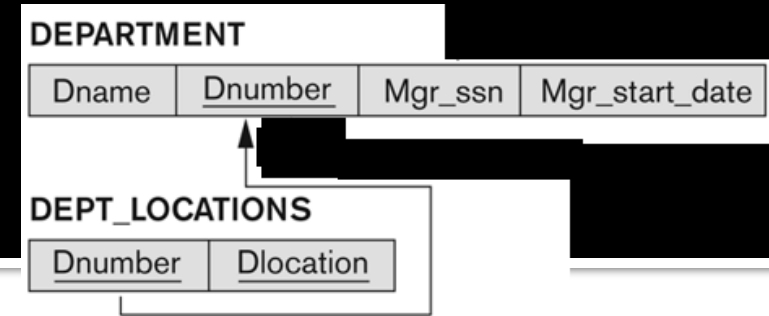 DEPARTMENT
Dname Dnumber Mgr_ssn Mgr_start_date
DEPT_LOCATIONS
Dnumber Dlocation